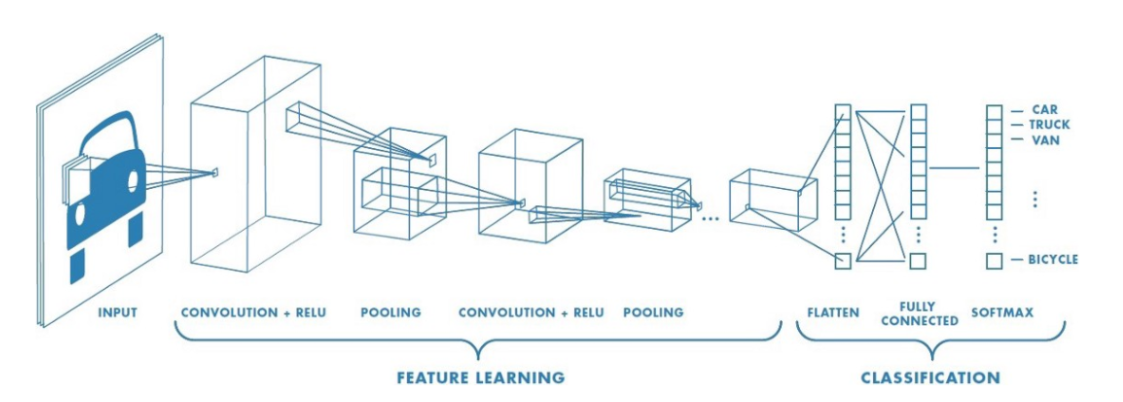 CAR
TRUCK
VAN
BICYCLE
INPUT
CONVOLUTION + RELU
POOLING
CONVOLUTION + RELU
POOLING
FLATTEN
FULLY
CONNECTED
SOFTMAX
FEATURE LEARNING
CLASSIFICATION